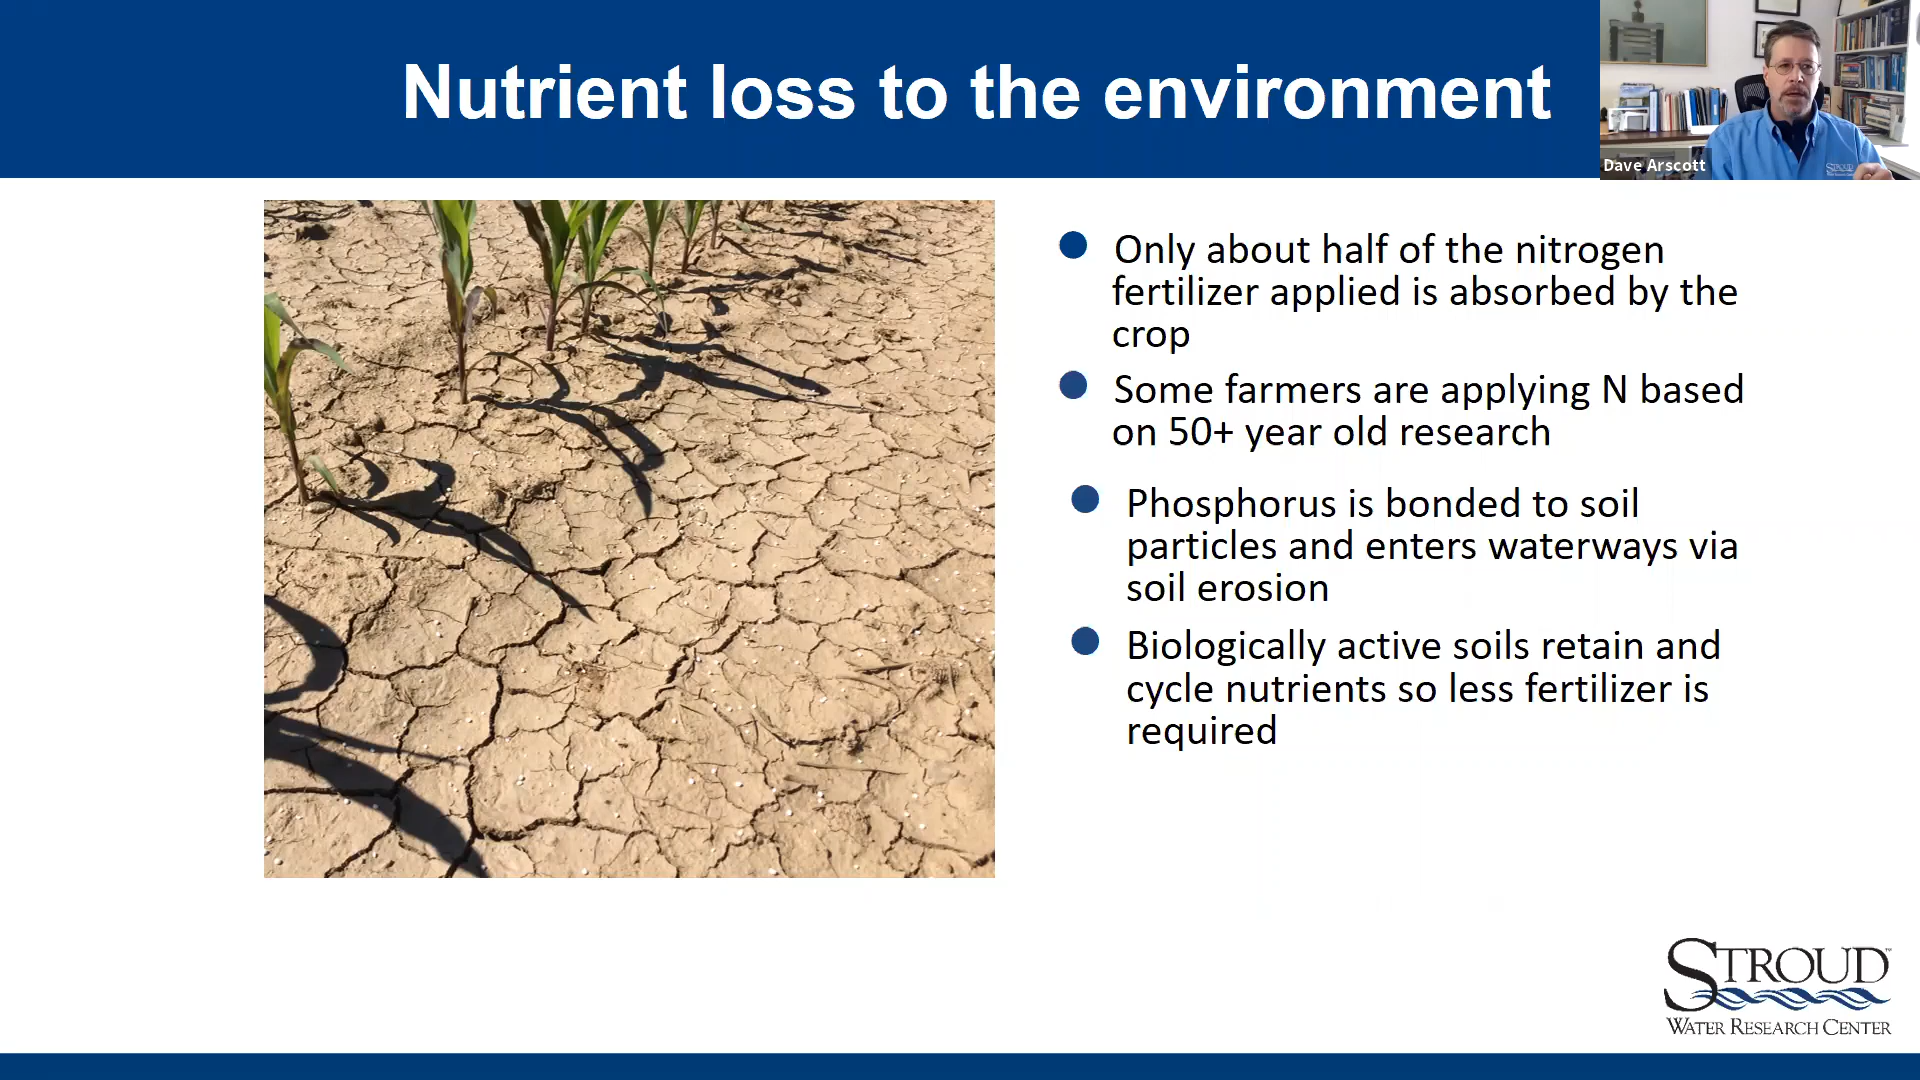 Nutrient loss to the environment
Dave Arscott
Only about half of the nitrogen
fertilizer applied is absorbed by the
crop
Some farmers are applying N based
on 50+ year old research
Phosphorus is bonded to soil
particles and enters waterways via
soil erosion
Biologically active soils retain and
cycle nutrients so less fertilizer is
required
STROUD™
WATER RESEARCH CENTER